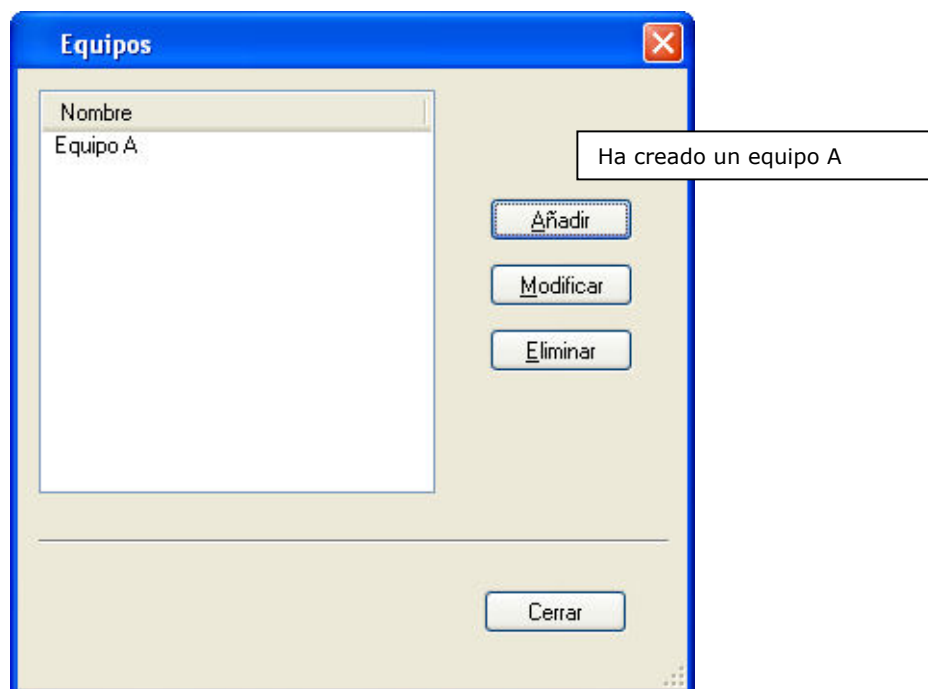 Equipos
Nombre
Equipo A
Ha creado un equipo A
Añadir
Modificar
Eliminar
Cerrar